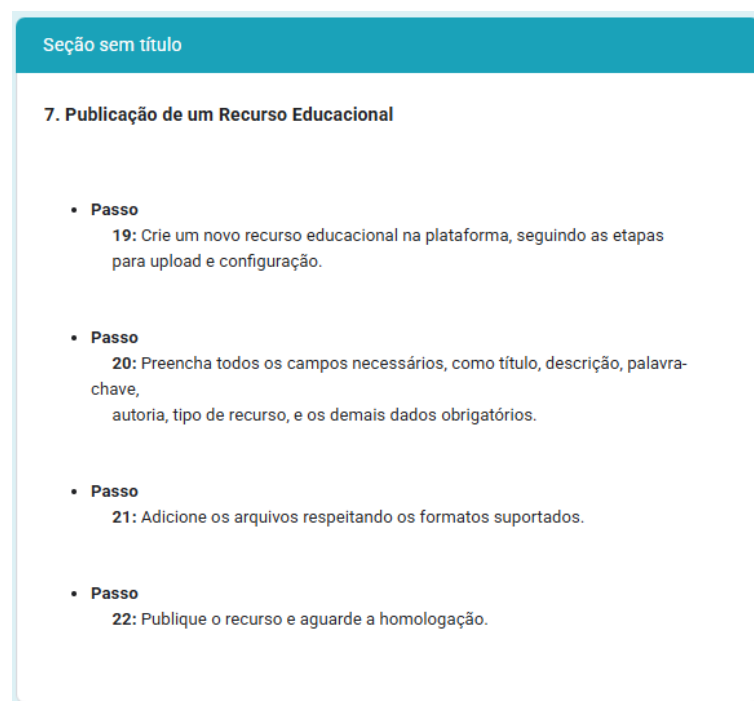 Seção sem título
7. Publicação de um Recurso Educacional
• Passo
19: Crie um novo recurso educacional na plataforma, seguindo as etapas
para upload e configuração.
• Passo
20: Preencha todos os campos necessários, como título, descrição, palavra-
chave,
autoria, tipo de recurso, e os demais dados obrigatórios.
• Passo
21: Adicione os arquivos respeitando os formatos suportados.
• Passo
22: Publique o recurso e aguarde a homologação.